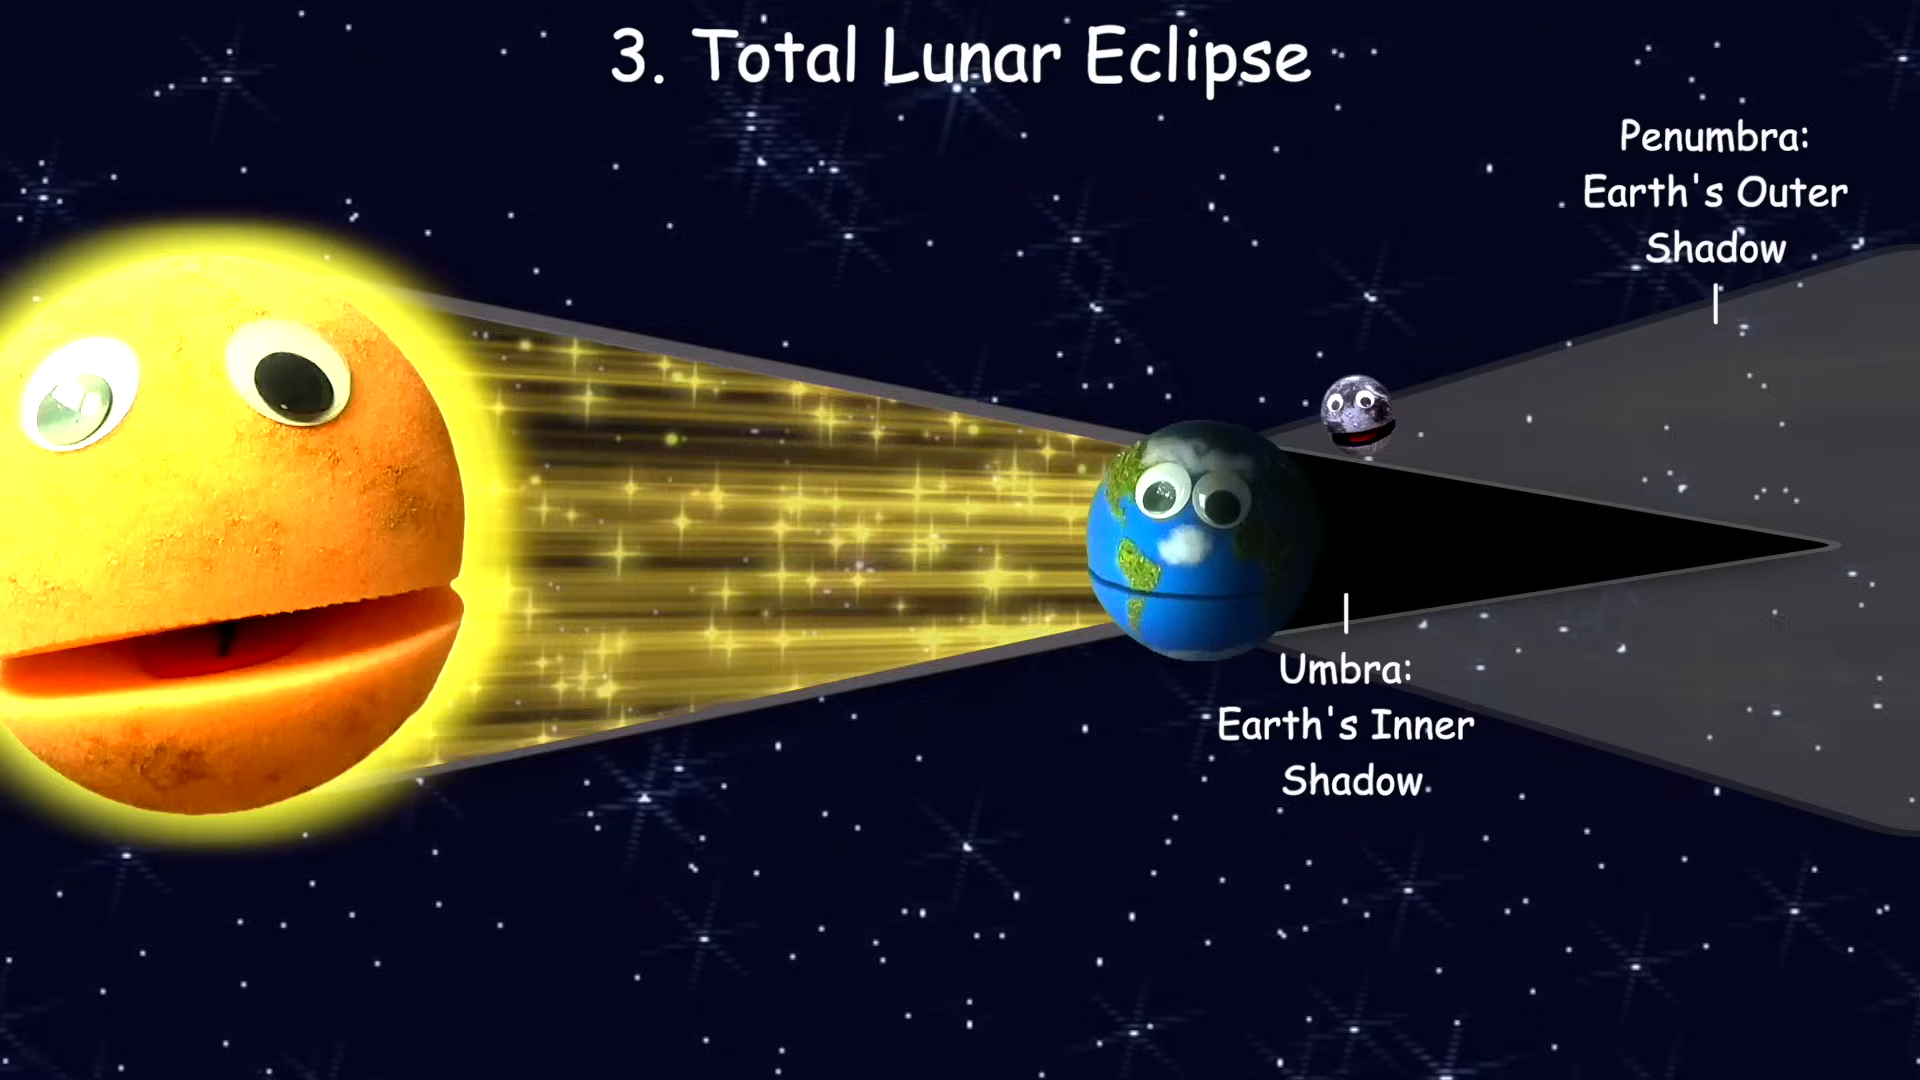 3. Total Lunar Eclipse
Penumbra:
Earth's Outer
Shadow
Umbra:
Earth's Inner
Shadow